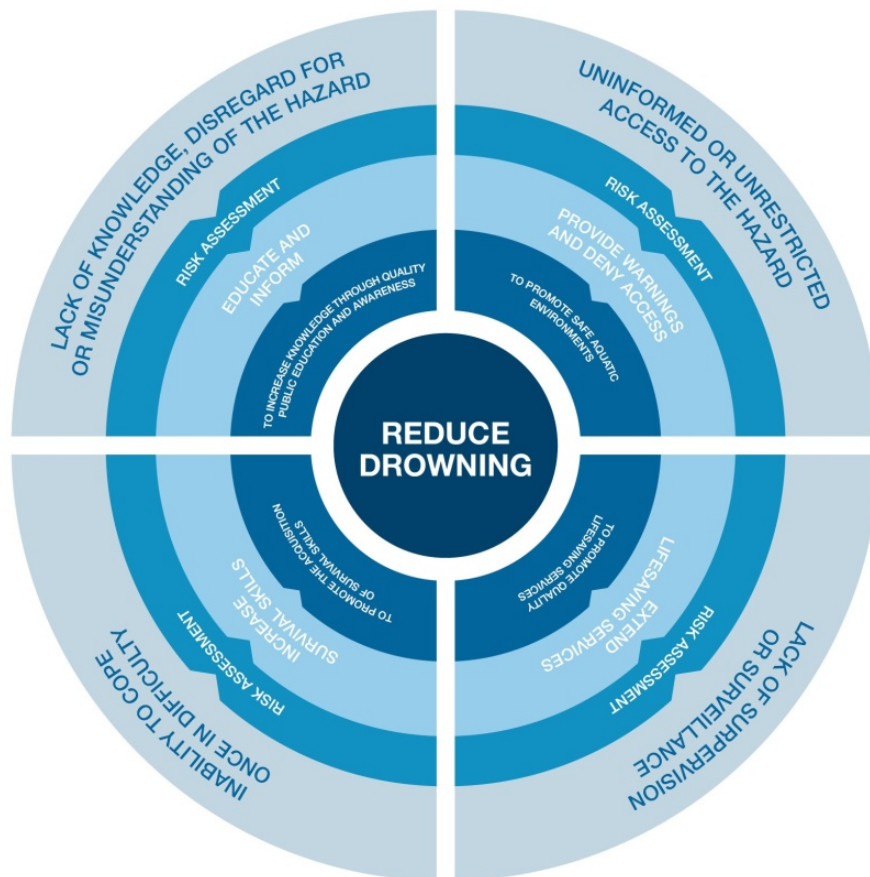 LACK OF KNOWLEDGE, DISREGARD FOR
OR MISUNDERSTANDING OF THE HAZARD
RISK ASSESSMENT
EDUCATE AND
INFORM
TO INCREASE KNOWLEDGE THROUGH QUALITY
PUBLIC EDUCATION AND AWARENESS
UNINFORMED OR UNRESTRICTED
ACCESS TO THE HAZARD
RISK ASSESSMENT
PROVIDE WARNINGS
AND DENY ACCESS
TO PROMOTE SAFE AQUATIC
ENVIRONMENTS
REDUCE
DROWNING
INABILITY TO COPE
ONCE IN DIFFICULTY
RISK ASSESSMENT
INCREASE
SURVIVAL SKILLS
TO PROMOTE THE ACQUISITION
OF SURVIVAL SKILLS
LACK OF SURPERVISION
OR SURVEILLANCE
RISK ASSESSMENT
EXTEND
LIFESAVING SERVICES
TO PROMOTE QUALITY
LIFESAVING SERVICES